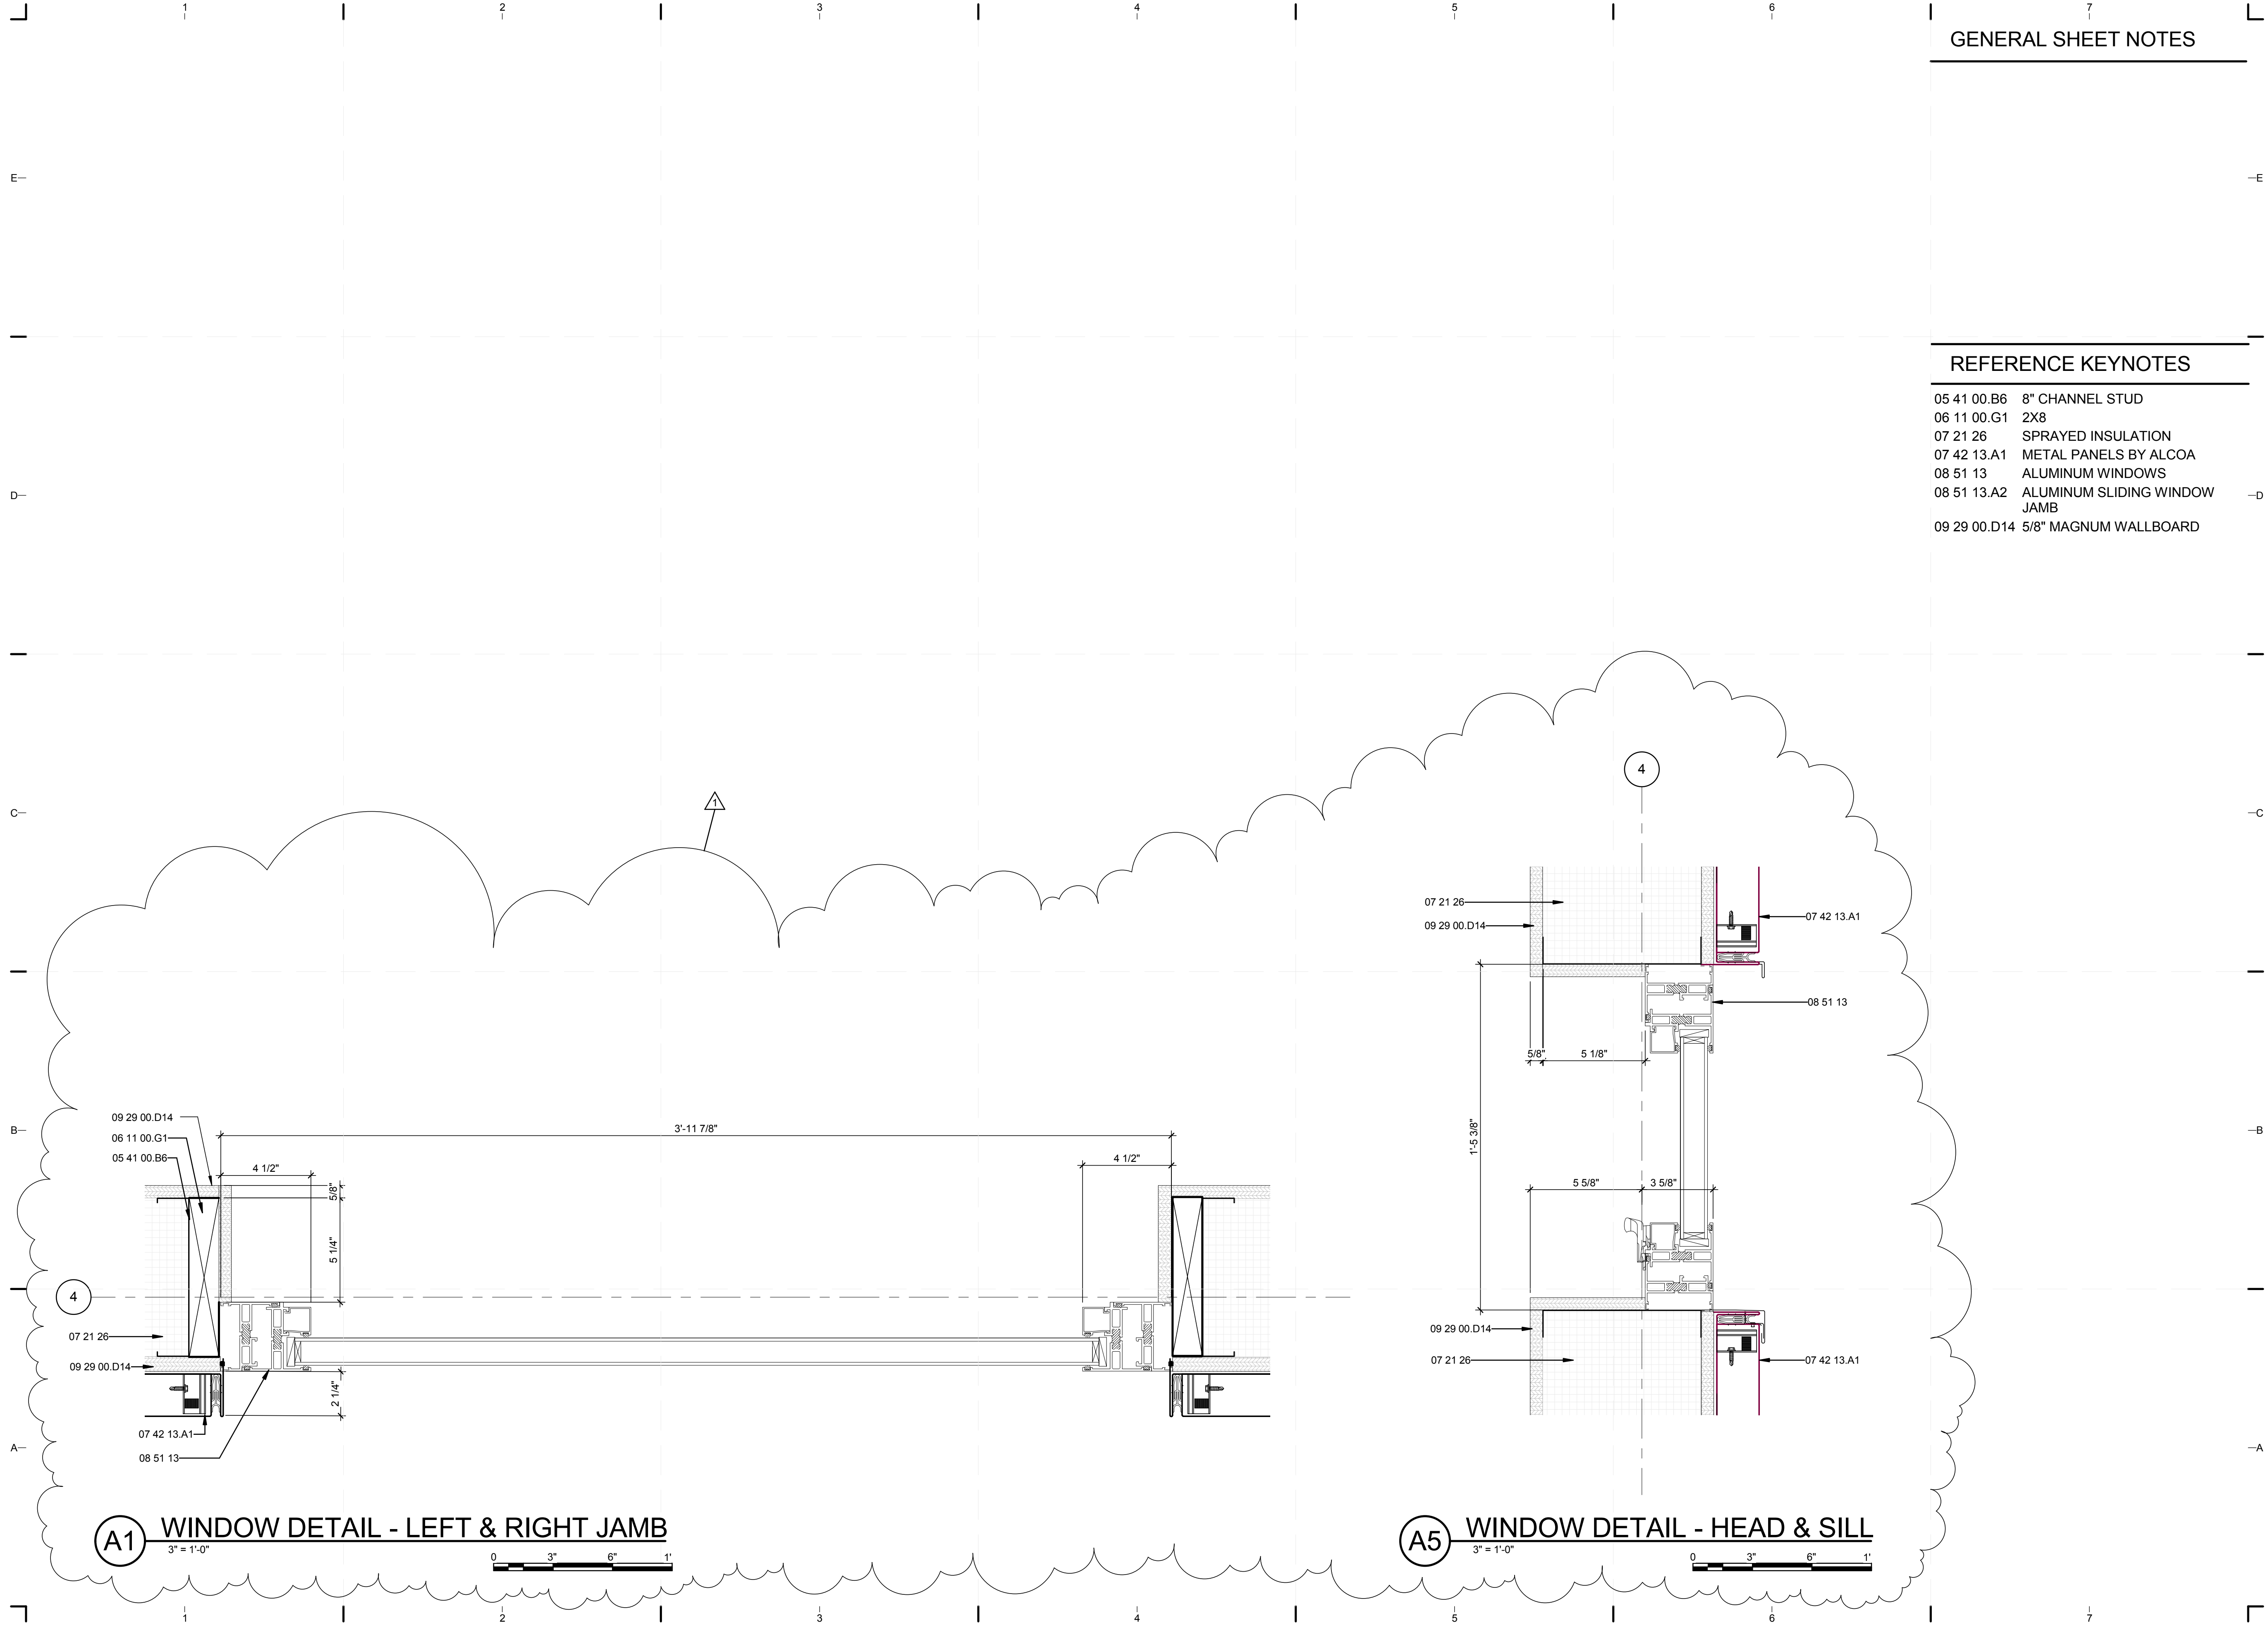 1 2 3 4 5 6 7
GENERAL SHEET NOTES
E E
REFERENCE KEYNOTES
05 41 00.B6 8" CHANNEL STUD
06 11 00.G1 2X8
07 21 26 SPRAYED INSULATION
07 42 13.A1 METAL PANELS BY ALCOA
08 51 13 ALUMINUM WINDOWS
08 51 13.A2 ALUMINUM SLIDING WINDOW
JAMB
09 29 00.D14 5/8" MAGNUM WALLBOARD
D D
C C
1
4
07 21 26
09 29 00.D14
07 42 13.A1
08 51 13
5/8" 5 1/8"
1'-5 3/8"
5 5/8" 3 5/8"
09 29 00.D14
07 21 26
07 42 13.A1
B B
09 29 00.D14
06 11 00.G1
05 41 00.B6
3'-11 7/8"
4 1/2" 4 1/2"
5/8"
5 1/4"
4
07 21 26
09 29 00.D14
2 1/4"
07 42 13.A1
08 51 13
A A
A1 WINDOW DETAIL - LEFT & RIGHT JAMB
3" = 1'-0"
0 3" 6" 1'
A5 WINDOW DETAIL - HEAD & SILL
3" = 1'-0"
0 3" 6" 1'
1 2 3 4 5 6 7